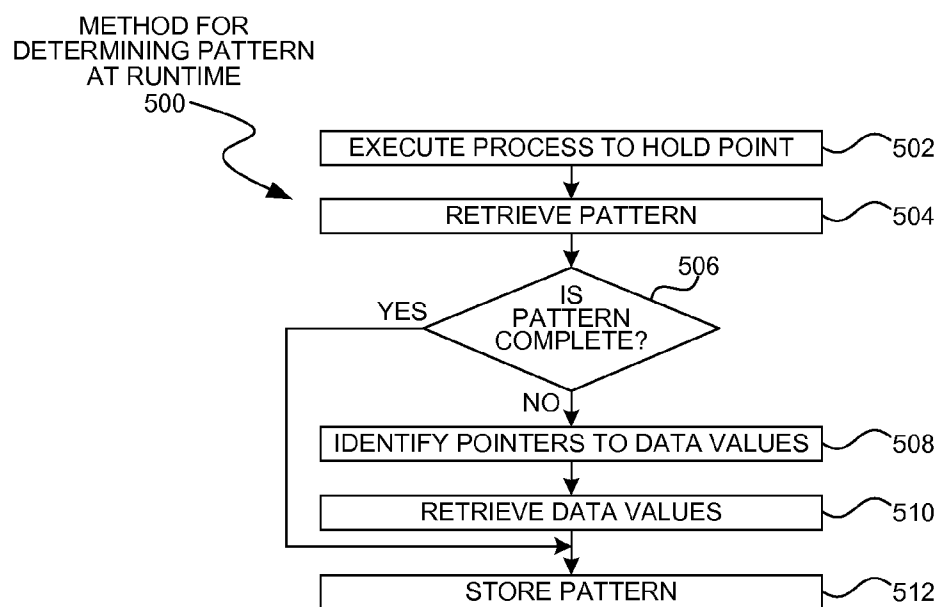 METHOD FOR
DETERMINING PATTERN
AT RUNTIME
500
EXECUTE PROCESS TO HOLD POINT
502
RETRIEVE PATTERN
504
506
IS
PATTERN
COMPLETE?
YES
NO
IDENTIFY POINTERS TO DATA VALUES
508
RETRIEVE DATA VALUES
510
STORE PATTERN
512